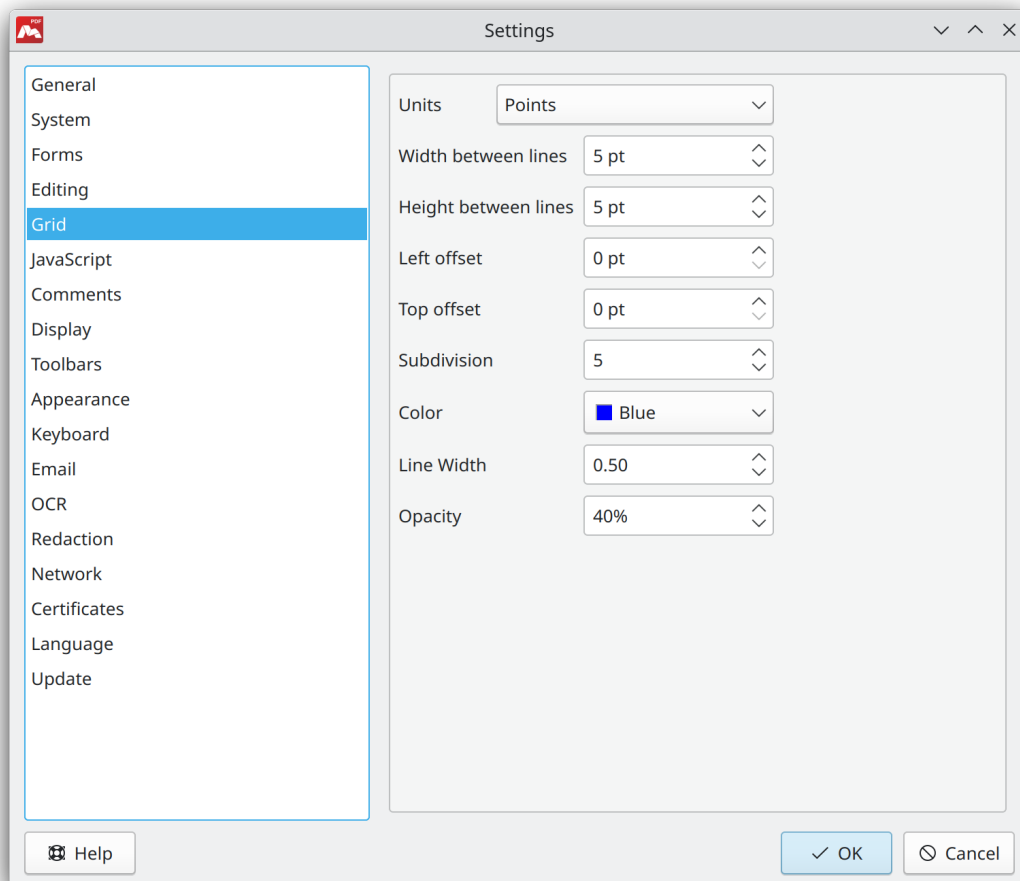 PDF
Settings
General
System
Forms
Editing
Grid
JavaScript
Comments
Display
Toolbars
Appearance
Keyboard
Email
OCR
Redaction
Network
Certificates
Language
Update
Units Points
Width between lines 5 pt
Height between lines 5 pt
Left offset 0 pt
Top offset 0 pt
Subdivision 5
Color Blue
Line Width 0.50
Opacity 40%
Help OK Cancel